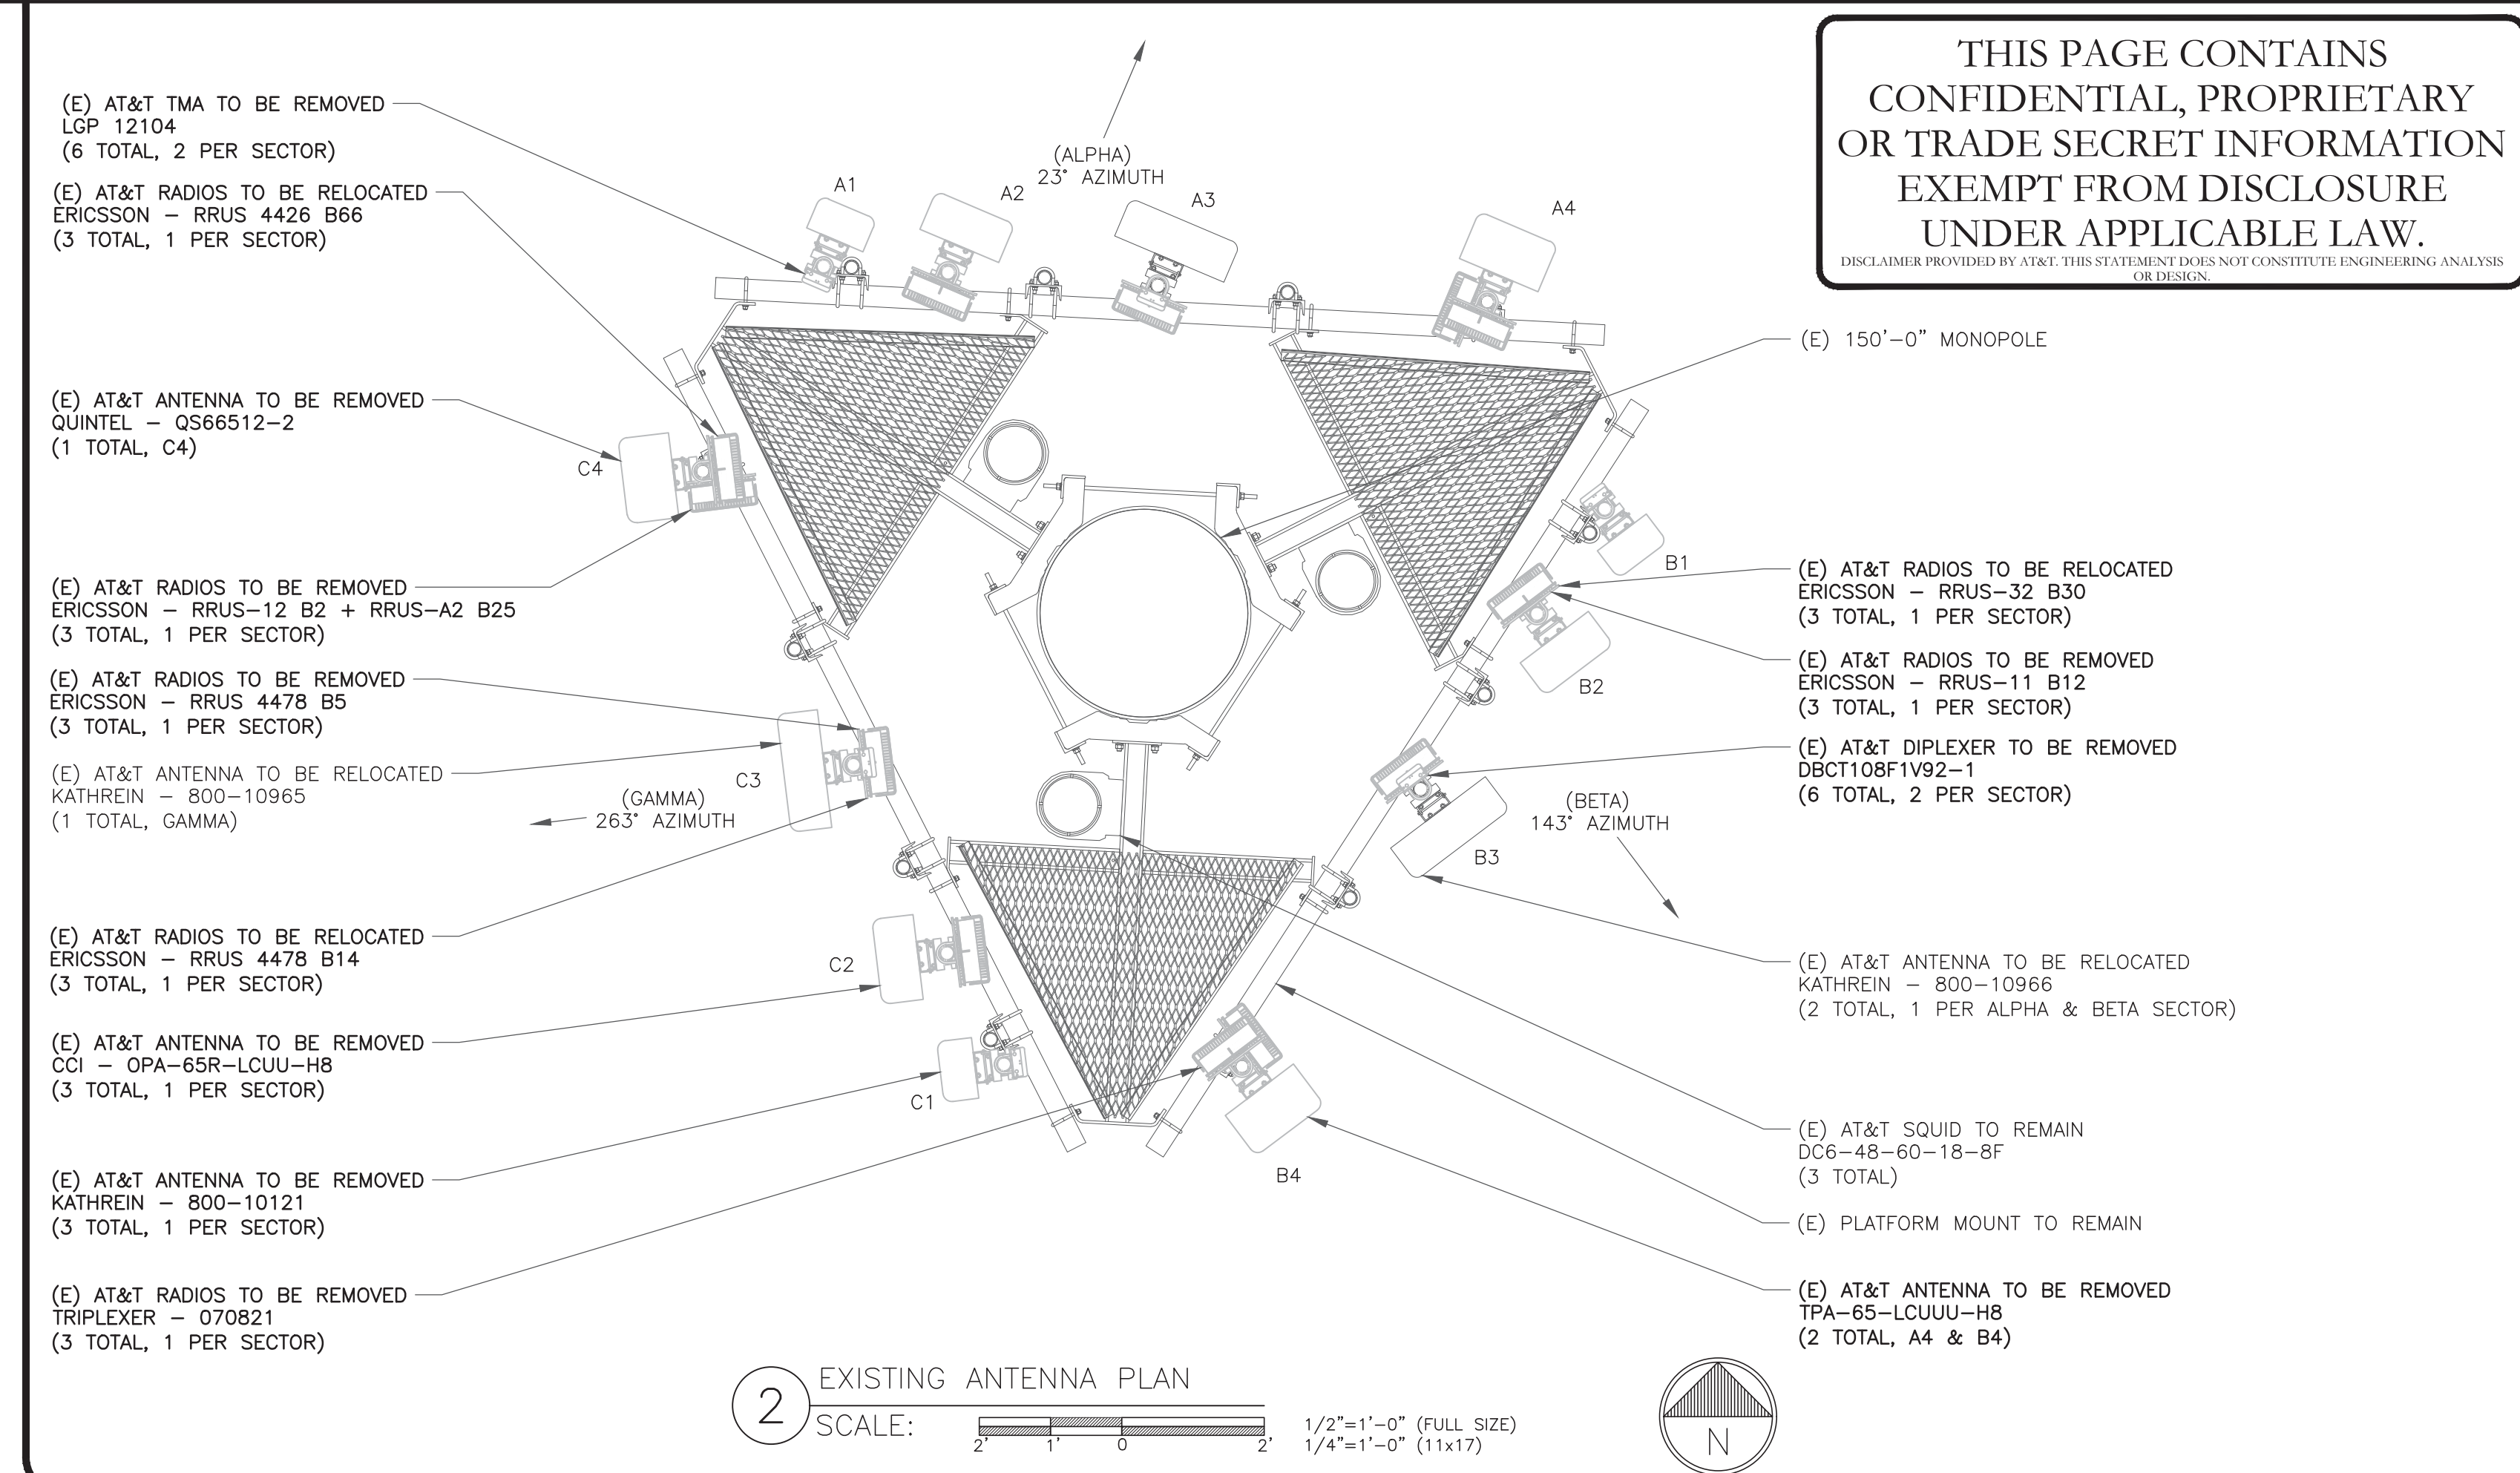 THIS PAGE CONTAINS
CONFIDENTIAL, PROPRIETARY
OR TRADE SECRET INFORMATION
EXEMPT FROM DISCLOSURE
UNDER APPLICABLE LAW.
DISCLAIMER PROVIDED BY AT&T. THIS STATEMENT DOES NOT CONSTITUTE ENGINEERING ANALYSIS
OR DESIGN.
(E) AT&T TMA TO BE REMOVED
LGP 12104
(6 TOTAL, 2 PER SECTOR)
(E) AT&T RADIOS TO BE RELOCATED
ERICSSON – RRUS 4426 B66
(3 TOTAL, 1 PER SECTOR)
(E) AT&T ANTENNA TO BE REMOVED
QUINTEL – QS66512–2
(1 TOTAL, C4)
(E) AT&T RADIOS TO BE REMOVED
ERICSSON – RRUS–12 B2 + RRUS–A2 B25
(3 TOTAL, 1 PER SECTOR)
(E) AT&T RADIOS TO BE REMOVED
ERICSSON – RRUS 4478 B5
(3 TOTAL, 1 PER SECTOR)
(E) AT&T ANTENNA TO BE RELOCATED
KATHREIN – 800–10965
(1 TOTAL, GAMMA)
(E) AT&T RADIOS TO BE RELOCATED
ERICSSON – RRUS 4478 B14
(3 TOTAL, 1 PER SECTOR)
(E) AT&T ANTENNA TO BE REMOVED
CCI – OPA–65R–LCUU–H8
(3 TOTAL, 1 PER SECTOR)
(E) AT&T ANTENNA TO BE REMOVED
KATHREIN – 800–10121
(3 TOTAL, 1 PER SECTOR)
(E) AT&T RADIOS TO BE REMOVED
TRIPLEXER – 070821
(3 TOTAL, 1 PER SECTOR)
(ALPHA)
23° AZIMUTH
A1
A2
A3
A4
B1
B2
B3
B4
(BETA)
143° AZIMUTH
C4
C3
C2
C1
(GAMMA)
263° AZIMUTH
(E) 150'–0" MONOPOLE
(E) AT&T RADIOS TO BE RELOCATED
ERICSSON – RRUS–32 B30
(3 TOTAL, 1 PER SECTOR)
(E) AT&T RADIOS TO BE REMOVED
ERICSSON – RRUS–11 B12
(3 TOTAL, 1 PER SECTOR)
(E) AT&T DIPLEXER TO BE REMOVED
DBCT108F1V92–1
(6 TOTAL, 2 PER SECTOR)
(E) AT&T ANTENNA TO BE RELOCATED
KATHREIN – 800–10966
(2 TOTAL, 1 PER ALPHA & BETA SECTOR)
(E) AT&T SQUID TO REMAIN
DC6–48–60–18–8F
(3 TOTAL)
(E) PLATFORM MOUNT TO REMAIN
(E) AT&T ANTENNA TO BE REMOVED
TPA–65–LCUUU–H8
(2 TOTAL, A4 & B4)
2
EXISTING ANTENNA PLAN
SCALE:
2' 1' 0 2'
1/2"=1'–0" (FULL SIZE)
1/4"=1'–0" (11x17)
N